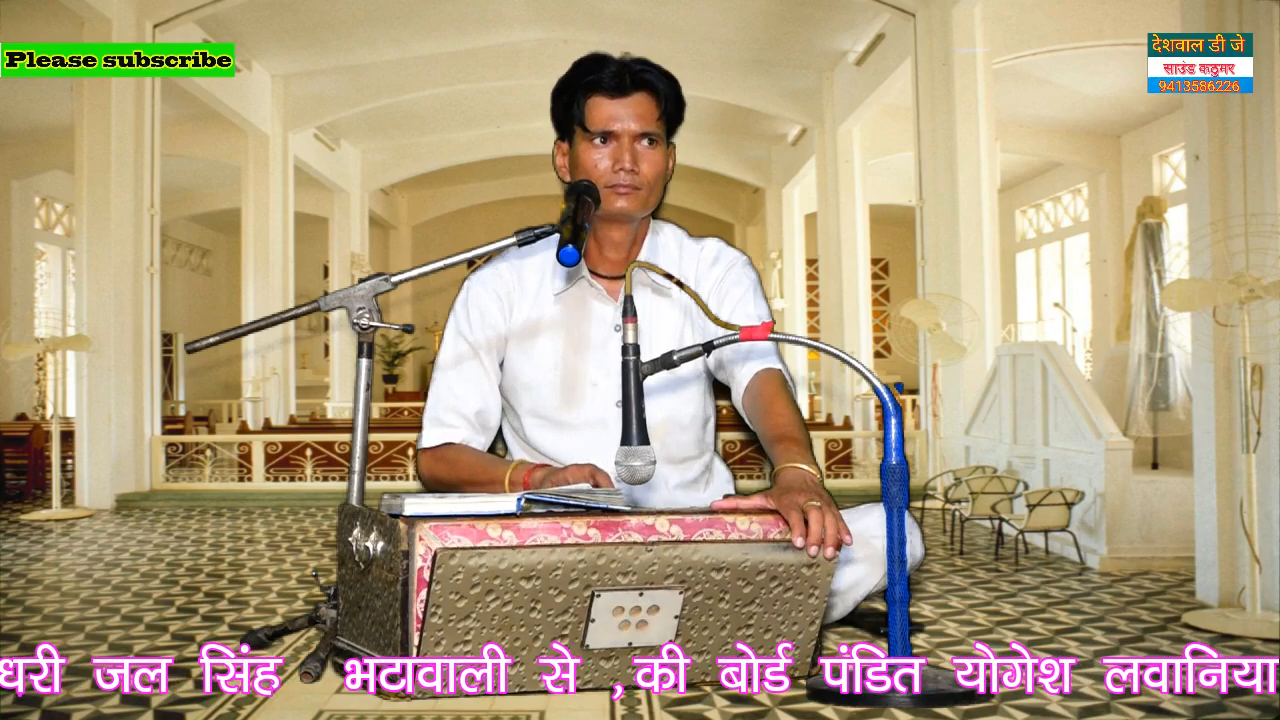 Please subscribe
देशवाल डी जे
साउंड कठुमर
9413586226
धरी जल सिंह भटावाली से , की बोर्ड पंडित योगेश लवानिया